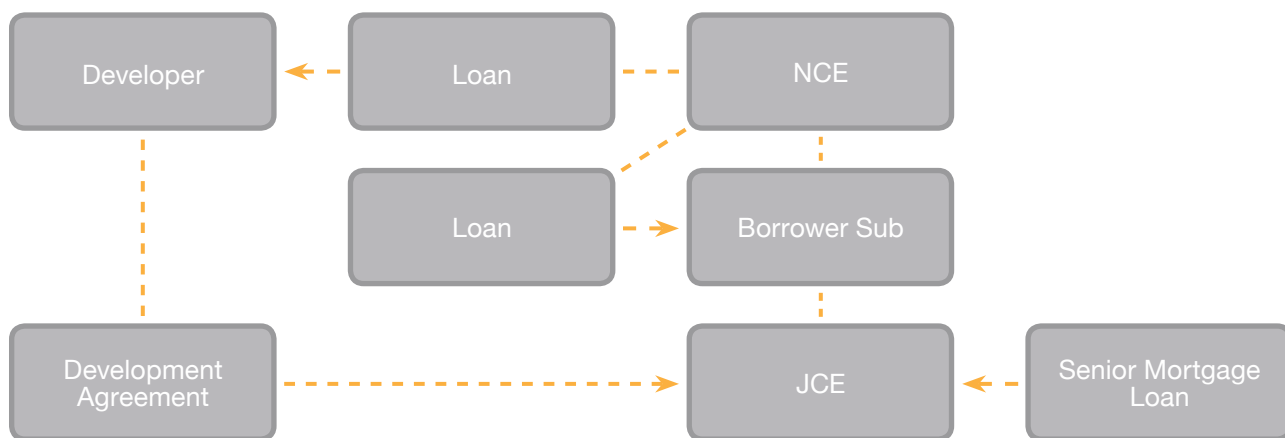 Developer
Loan
NCE
Loan
Borrower Sub
Development
Agreement
JCE
Senior Mortgage
Loan